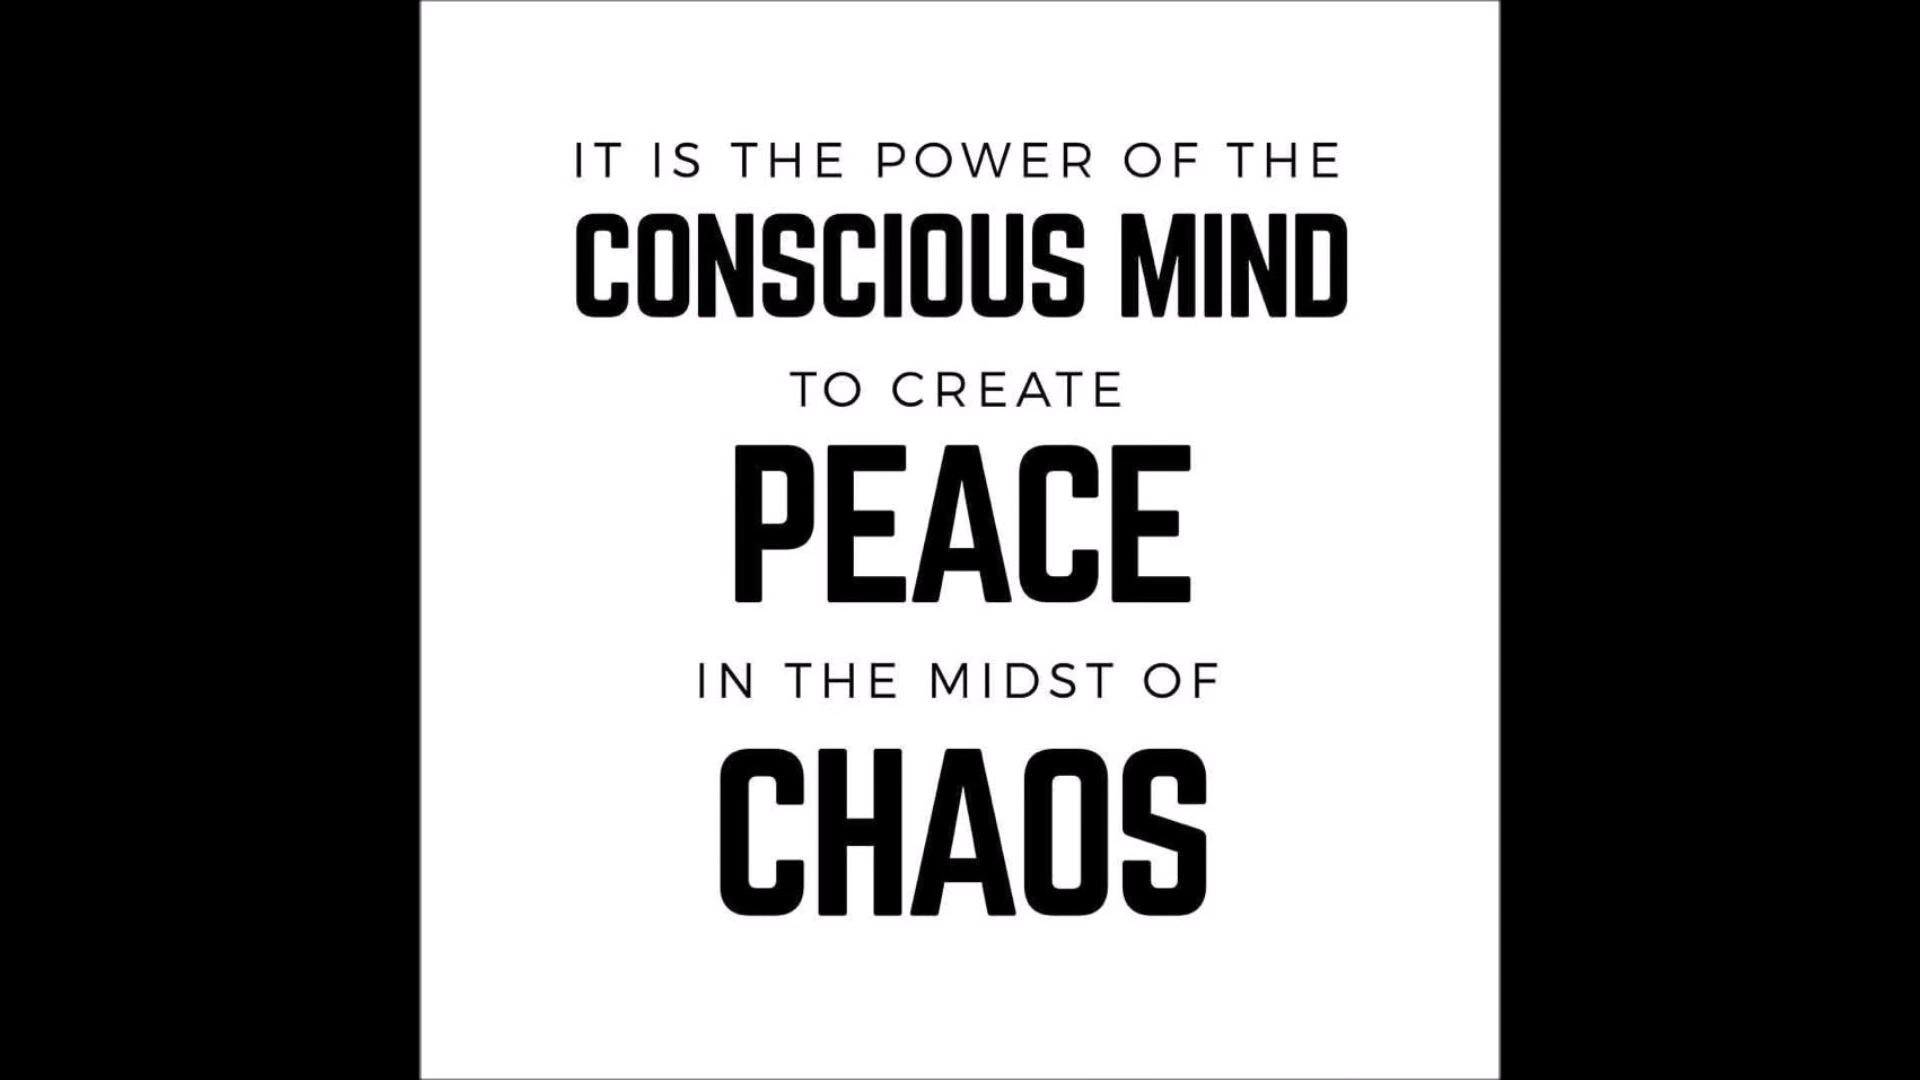 IT IS THE POWER OF THE
CONSCIOUS MIND
TO CREATE
PEACE
IN THE MIDST OF
CHAOS